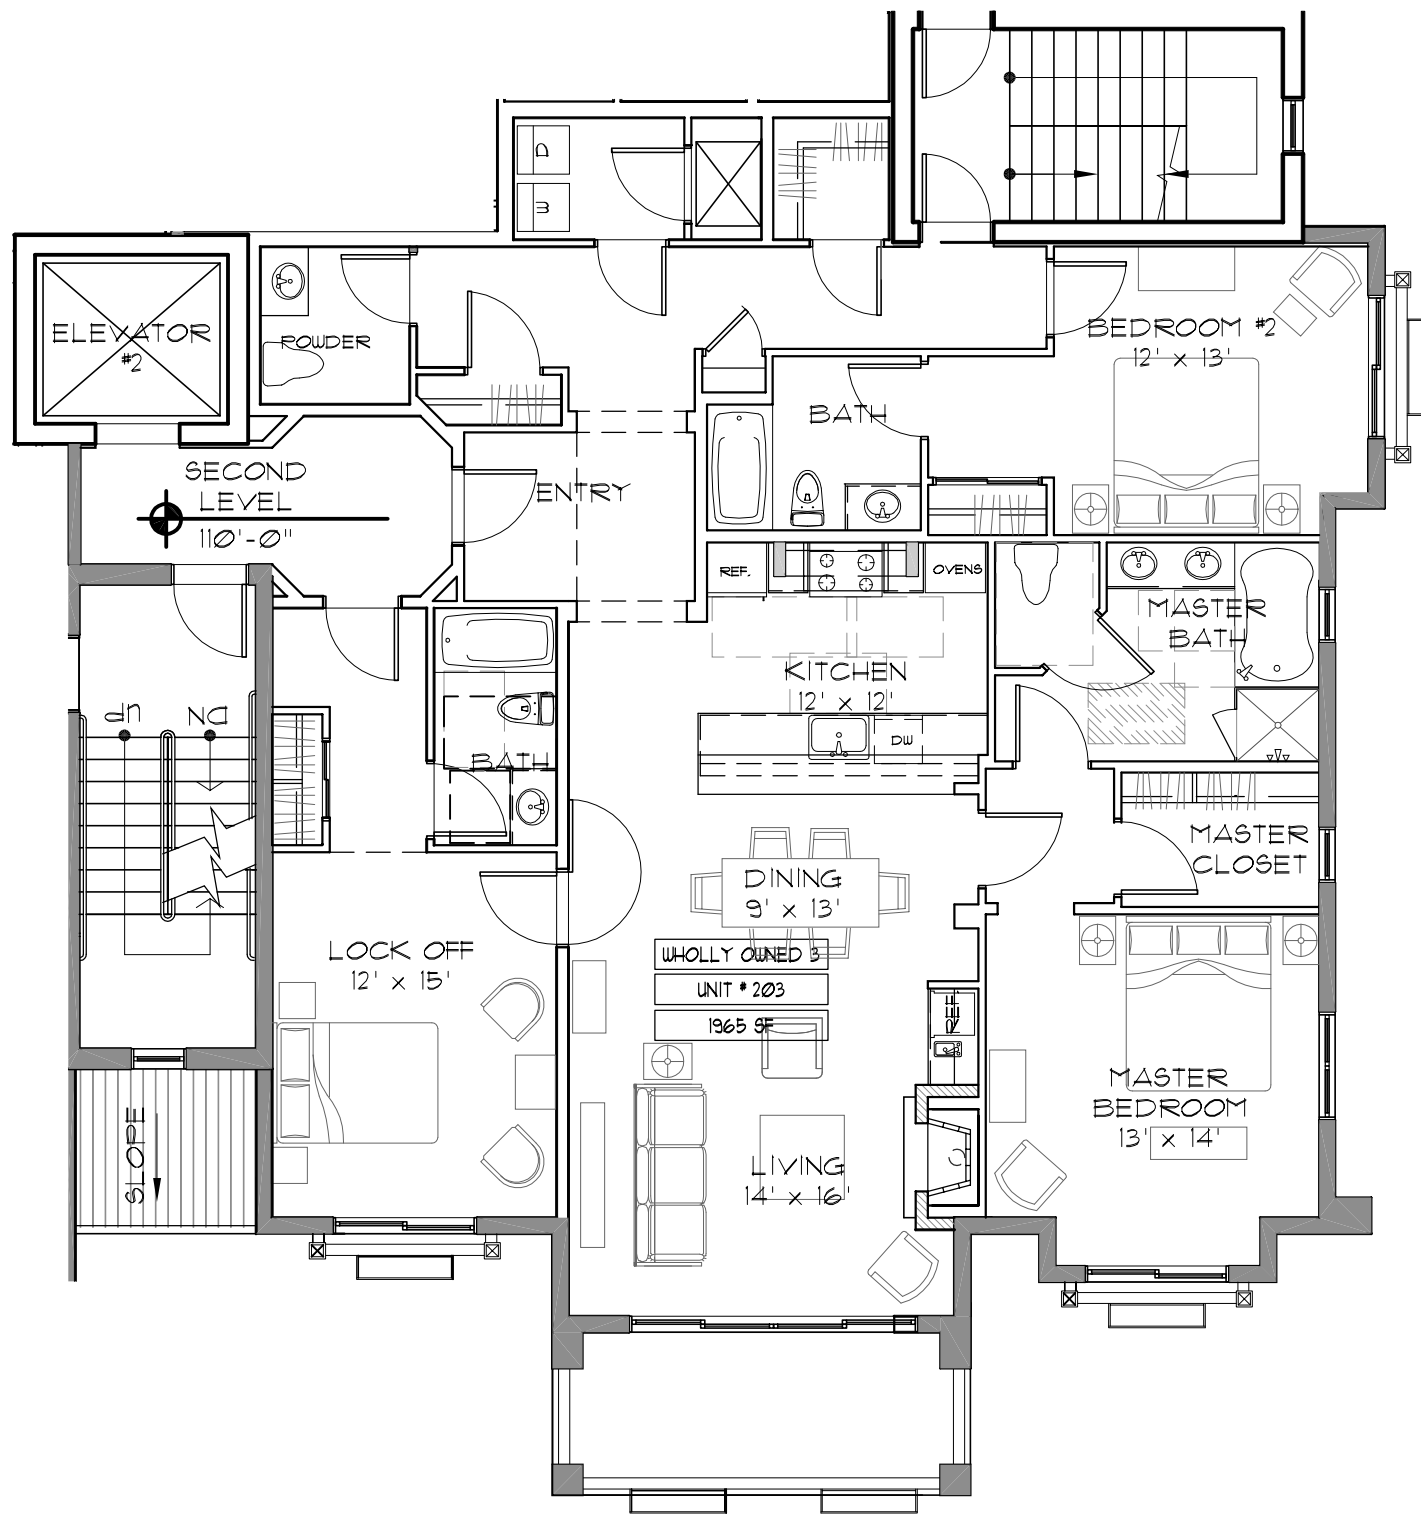 D
W
ELEVATOR
#2
POWDER
BEDROOM #2
12' x 13'
BATH
SECOND
LEVEL
110'-0"
ENTRY
REF.
OVENS
MASTER
BATH
KITCHEN
12' x 12'
UP
DN
DW
BATH
MASTER
CLOSET
DINING
9' x 13'
WHOLLY OWNED 3
UNIT # 203
1965 SF
LOCK OFF
12' x 15'
REF.
MASTER
BEDROOM
13' x 14'
SLOPE
LIVING
14' x 16'